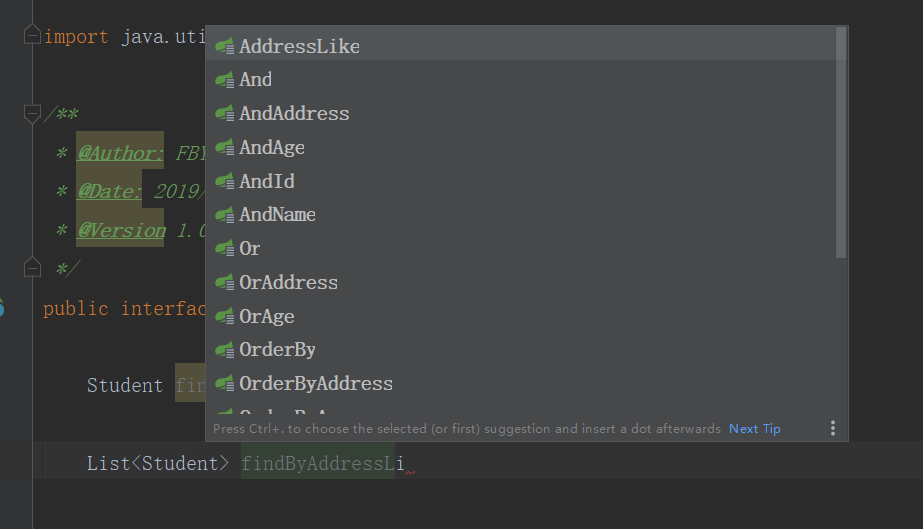 import java.uti
/**
* @Author: FBY
* @Date: 2019/
* @Version 1.0
*/
public interfac
Student fin
AddressLike
And
AndAddress
AndAge
AndId
AndName
Or
OrAddress
OrAge
OrderBy
OrderByAddress
Press Ctrl+. to choose the selected (or first) suggestion and insert a dot afterwards Next Tip
List<Student> findByAddressLi